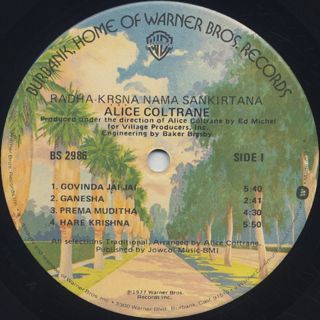 BURBANK, HOME OF WARNER BROS. RECORDS
RADHA-KRSNA NAMA SANKIRTANA
ALICE COLTRANE
Produced under the direction of Alice Coltrane by Ed Michel
for Village Producers, Inc.
Engineering by Baker Bigsby
BS 2986
SIDE I
1. GOVINDA JAI JAI 5:40
2. GANESHA 2:41
3. PREMA MUDITHA 4:30
4. HARE KRISHNA 5:50
All selections Traditional, Arranged by Alice Coltrane.
Published by Jowcol Music-BMI
℗1977 Warner Bros.
Records Inc.